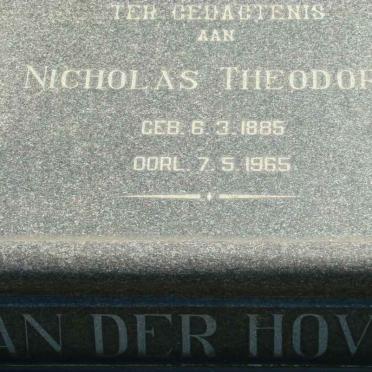 TER GEDAGTENIS
AAN
NICHOLAS THEODOR
GEB. 6. 3. 1885
OORL. 7. 5. 1965
AN DER HOV